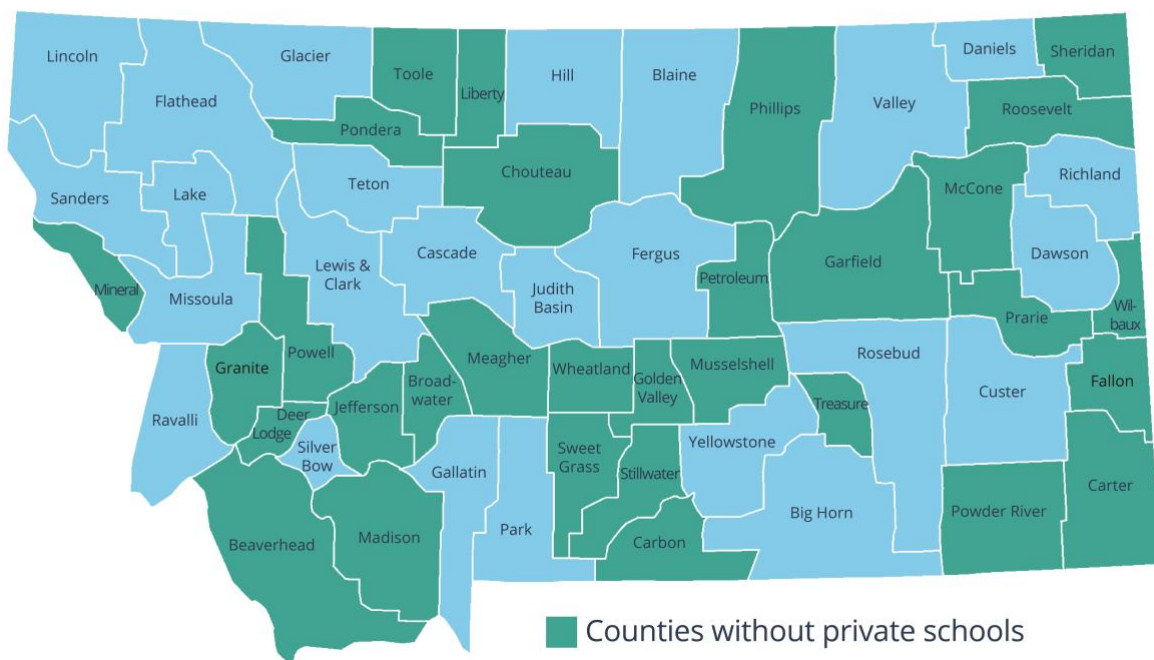 Lincoln
Glacier
Toole
Liberty
Hill
Blaine
Phillips
Valley
Daniels
Sheridan
Flathead
Pondera
Roosevelt
Chouteau
Teton
McCone
Richland
Sanders
Lake
Cascade
Fergus
Garfield
Dawson
Lewis &
Clark
Judith
Basin
Petroleum
Mineral
Missoula
Wil-
baux
Prarie
Powell
Meagher
Wheatland
Golden
Valley
Musselshell
Rosebud
Granite
Custer
Fallon
Broad-
water
Jefferson
Treasure
Deer
Lodge
Ravalli
Silver
Bow
Gallatin
Sweet
Grass
Stillwater
Yellowstone
Carter
Park
Big Horn
Powder River
Beaverhead
Madison
Carbon
Counties without private schools